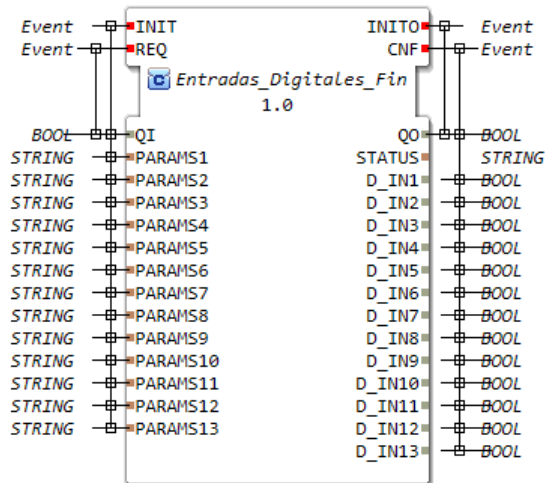 Event INIT INITO Event
Event REQ CNF Event
Entradas_Digitales_Fin
1.0
BOOL QI QO BOOL
STRING PARAMS1 STATUS STRING
STRING PARAMS2 D_IN1 BOOL
STRING PARAMS3 D_IN2 BOOL
STRING PARAMS4 D_IN3 BOOL
STRING PARAMS5 D_IN4 BOOL
STRING PARAMS6 D_IN5 BOOL
STRING PARAMS7 D_IN6 BOOL
STRING PARAMS8 D_IN7 BOOL
STRING PARAMS9 D_IN8 BOOL
STRING PARAMS10 D_IN9 BOOL
STRING PARAMS11 D_IN10 BOOL
STRING PARAMS12 D_IN11 BOOL
STRING PARAMS13 D_IN12 BOOL
D_IN13 BOOL